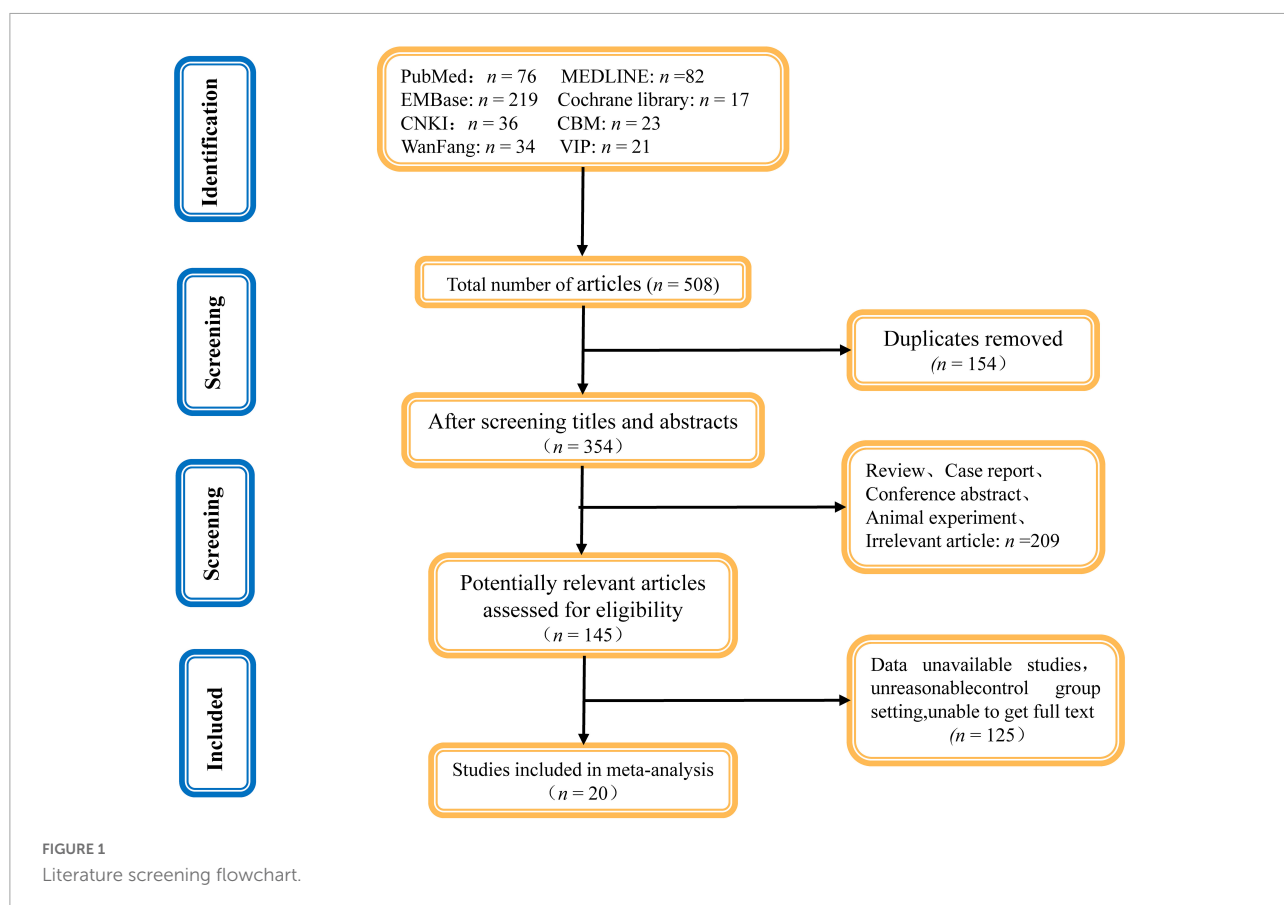 Identification
PubMed：n = 76 MEDLINE: n =82
EMBase: n = 219 Cochrane library: n = 17
CNKI：n = 36 CBM: n = 23
WanFang: n = 34 VIP: n = 21
Screening
Total number of articles (n = 508)
Duplicates removed
(n = 154）
After screening titles and abstracts
（n = 354）
Screening
Review、Case report、
Conference abstract、
Animal experiment、
Irrelevant article: n =209
Potentially relevant articles
assessed for eligibility
（n = 145）
Included
Data unavailable studies，
unreasonablecontrol group
setting,unable to get full text
(n = 125）
Studies included in meta-analysis
（n = 20）
FIGURE 1
Literature screening flowchart.